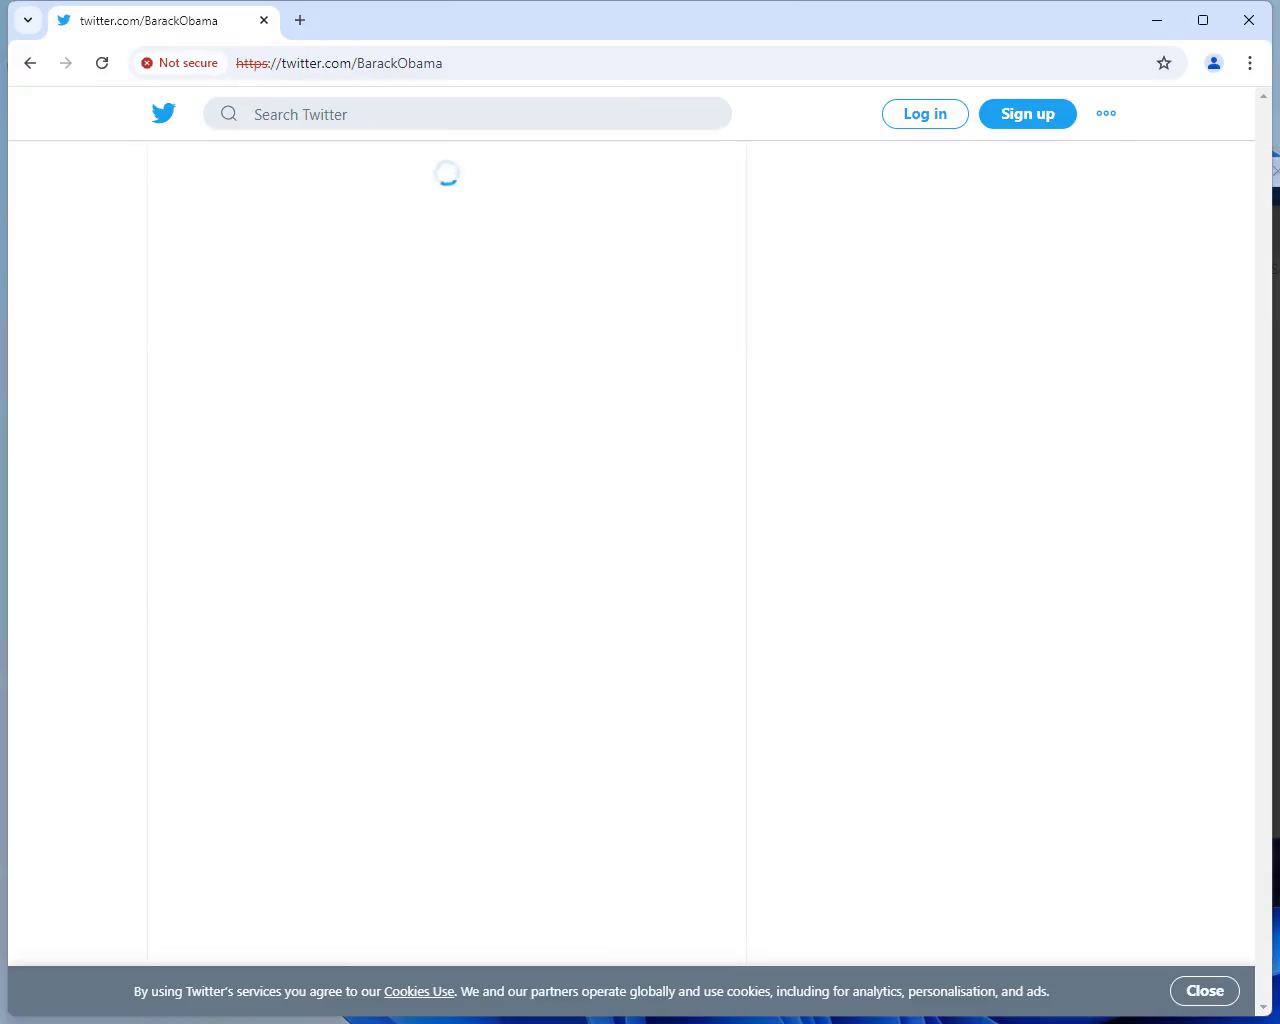 twitter.com/BarackObama
Not secure
https://twitter.com/BarackObama
Search Twitter
Log in
Sign up
By using Twitter's services you agree to our Cookies Use. We and our partners operate globally and use cookies, including for analytics, personalisation, and ads.
Close